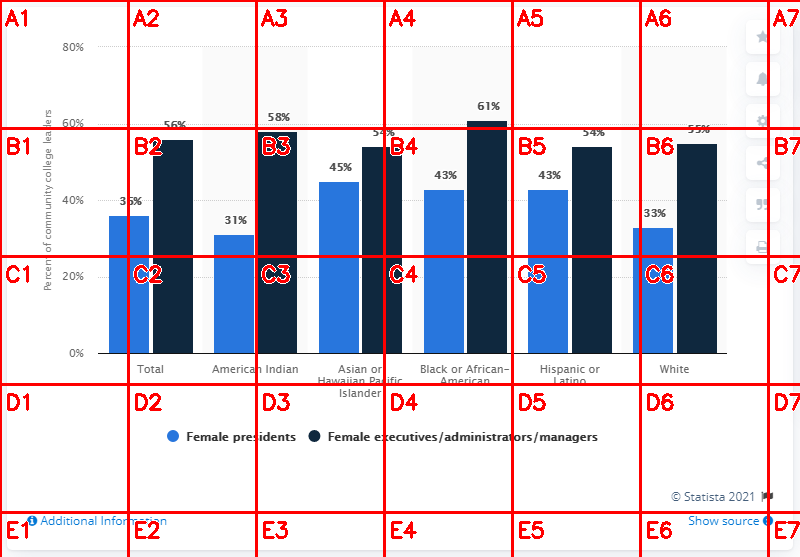 A1 A2 A3 A4 A5 A6 A7
80%
61%
58%
56%
54%
54%
55%
60%
B1 B2 B3 B4 B5 B6 B7
Percent of community college leaders
45%
43%
43%
40%
36%
31%
33%
C1 C2 C3 C4 C5 C6 C7
20%
0%
Total
American Indian
Asian or
Hawaiian Pacific
Islander
Black or African-
American
Hispanic or
Latino
White
D1 D2 D3 D4 D5 D6 D7
Female presidents Female executives/administrators/managers
© Statista 2021
Additional Information Show source
E1 E2 E3 E4 E5 E6 E7